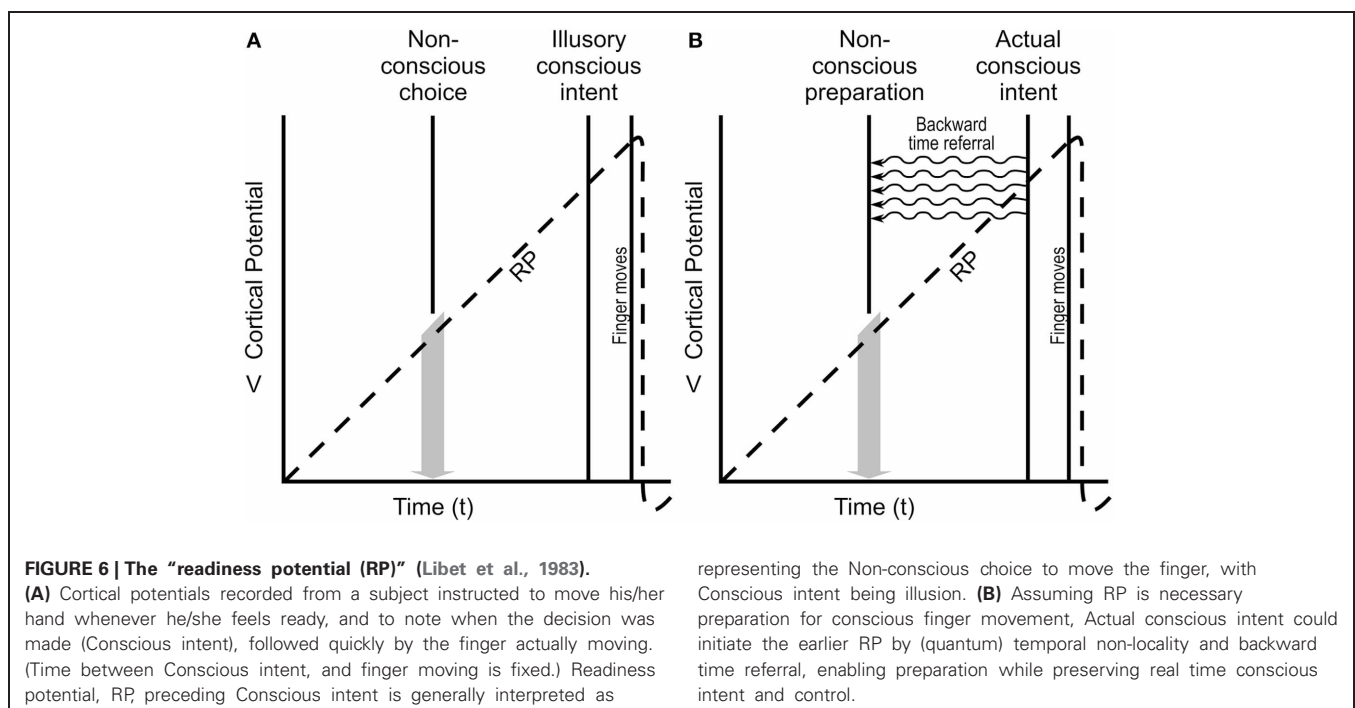 A
Non-
conscious
choice
Illusory
conscious
intent
< Cortical Potential
RP
Finger moves
Time (t)
B
Non-
conscious
preparation
Actual
conscious
intent
Backward
time referral
< Cortical Potential
RP
Finger moves
Time (t)
FIGURE 6 | The "readiness potential (RP)" (Libet et al., 1983).
(A) Cortical potentials recorded from a subject instructed to move his/her
hand whenever he/she feels ready, and to note when the decision was
made (Conscious intent), followed quickly by the finger actually moving.
(Time between Conscious intent, and finger moving is fixed.) Readiness
potential, RP, preceding Conscious intent is generally interpreted as
representing the Non-conscious choice to move the finger, with
Conscious intent being illusion. (B) Assuming RP is necessary
preparation for conscious finger movement, Actual conscious intent could
initiate the earlier RP by (quantum) temporal non-locality and backward
time referral, enabling preparation while preserving real time conscious
intent and control.